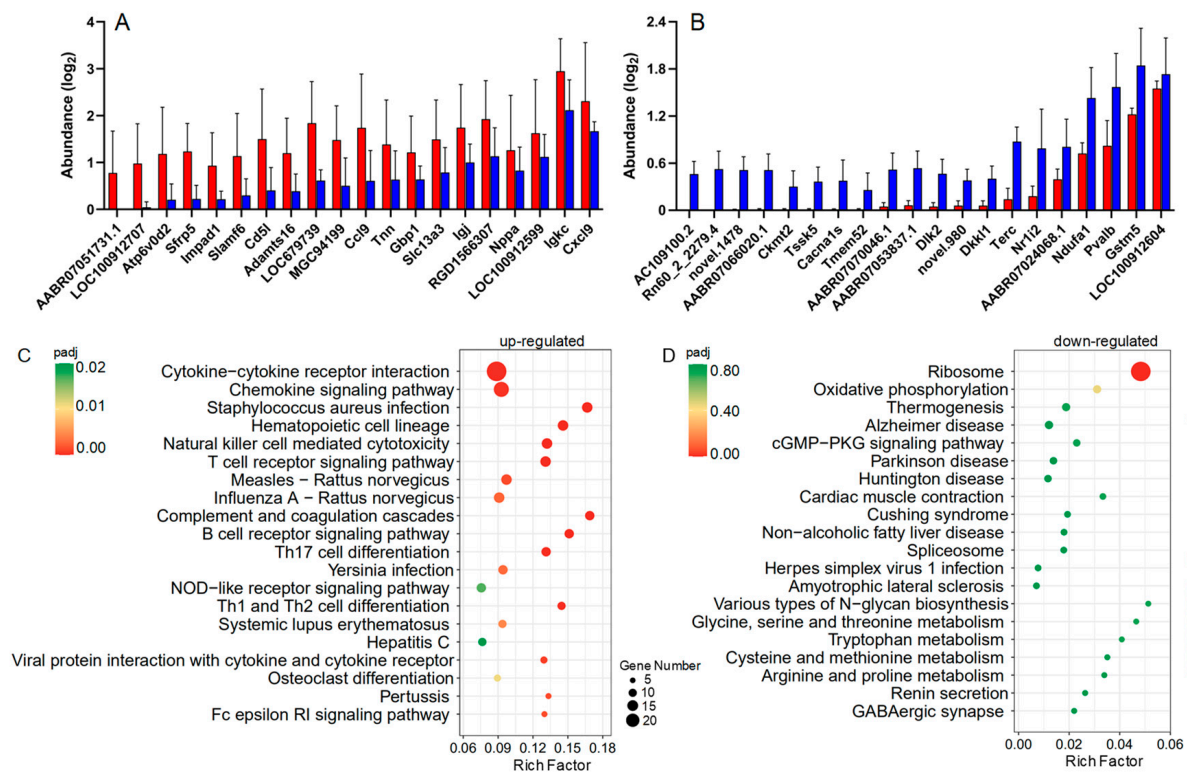 A
Abundance (log2)
4
3
2
1
0
AABR07051731.1
LOC100912707
Atp6v0d2
Sfrp5
Impad1
Slamf6
Cd5l
Adamts16
LOC679739
MGC94199
Ccl9
Tnn
Gbp1
Slc13a3
Igj
RGD1566307
Nppa
LOC100912599
Igkc
Cxcl9
B
Abundance (log2)
2.4
1.8
1.2
0.6
0
AC109100.2
Rn60_2_2279.4
novel.1478
AABR07066020.1
Ckmt2
Tssk5
Cacna1s
Tmem52
AABR07070046.1
AABR07053837.1
Dlk2
novel.980
Dkkl1
Terc
Nr1i2
AABR07024068.1
Ndufa1
Pvalb
Gstm5
LOC100912604
C
padj
0.02
0.01
0.00
up-regulated
Cytokine−cytokine receptor interaction
Chemokine signaling pathway
Staphylococcus aureus infection
Hematopoietic cell lineage
Natural killer cell mediated cytotoxicity
T cell receptor signaling pathway
Measles − Rattus norvegicus
Influenza A − Rattus norvegicus
Complement and coagulation cascades
B cell receptor signaling pathway
Th17 cell differentiation
Yersinia infection
NOD−like receptor signaling pathway
Th1 and Th2 cell differentiation
Systemic lupus erythematosus
Hepatitis C
Viral protein interaction with cytokine and cytokine receptor
Osteoclast differentiation
Pertussis
Fc epsilon RI signaling pathway
0.06 0.09 0.12 0.15 0.18
Rich Factor
Gene Number
5
10
15
20
D
padj
0.80
0.40
0.00
down-regulated
Ribosome
Oxidative phosphorylation
Thermogenesis
Alzheimer disease
cGMP−PKG signaling pathway
Parkinson disease
Huntington disease
Cardiac muscle contraction
Cushing syndrome
Non−alcoholic fatty liver disease
Spliceosome
Herpes simplex virus 1 infection
Amyotrophic lateral sclerosis
Various types of N−glycan biosynthesis
Glycine, serine and threonine metabolism
Tryptophan metabolism
Cysteine and methionine metabolism
Arginine and proline metabolism
Renin secretion
GABAergic synapse
0.00 0.02 0.04 0.06
Rich Factor